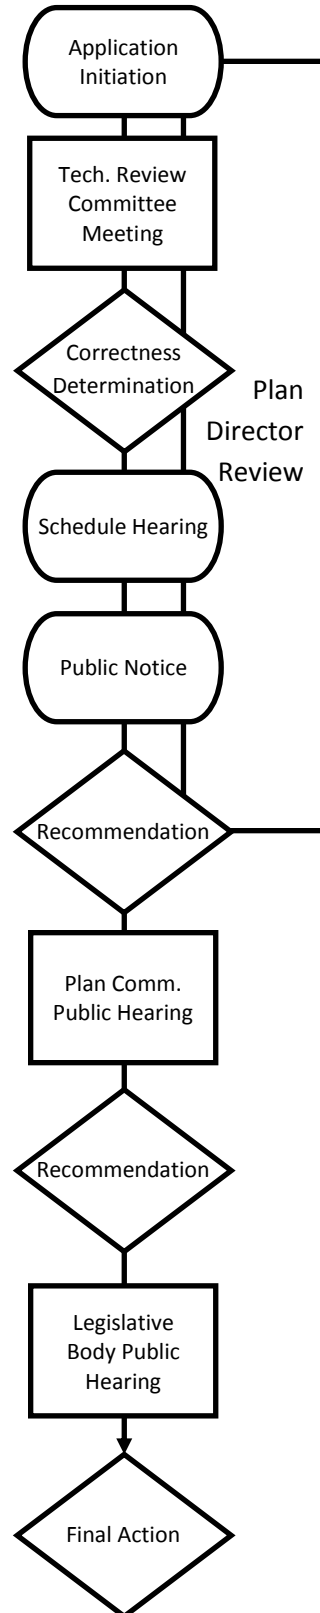 Application
Initiation
Tech. Review
Committee
Meeting
Correctness
Determination
Plan
Director
Review
Schedule Hearing
Public Notice
Recommendation
Plan Comm.
Public Hearing
Recommendation
Legislative
Body Public
Hearing
Final Action